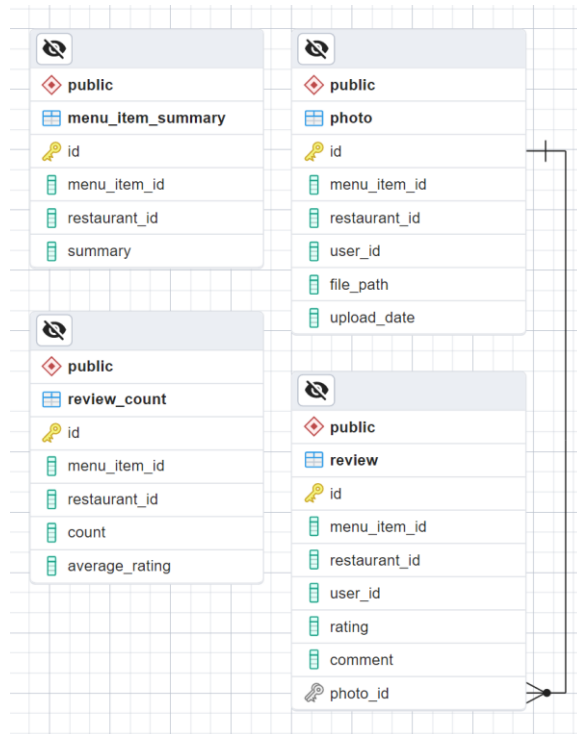 public
menu_item_summary
id
menu_item_id
restaurant_id
summary
public
review_count
id
menu_item_id
restaurant_id
count
average_rating
public
photo
id
menu_item_id
restaurant_id
user_id
file_path
upload_date
public
review
id
menu_item_id
restaurant_id
user_id
rating
comment
photo_id